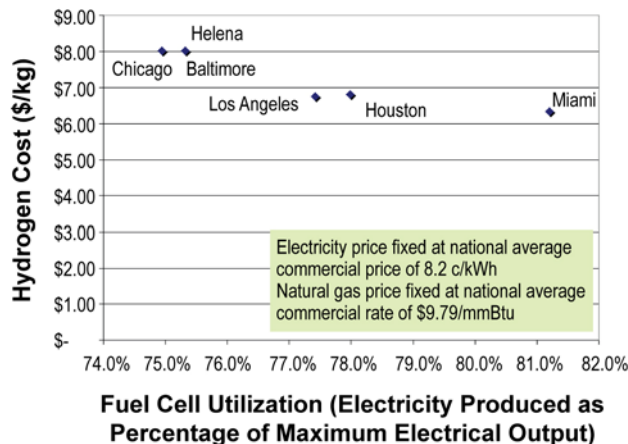 Hydrogen Cost ($/kg)
$9.00
$8.00
$7.00
$6.00
$5.00
$4.00
$3.00
$2.00
$1.00
$-
Helena
Chicago
Baltimore
Los Angeles
Houston
Miami
Electricity price fixed at national average
commercial price of 8.2 c/kWh
Natural gas price fixed at national average
commercial rate of $9.79/mmBtu
74.0% 75.0% 76.0% 77.0% 78.0% 79.0% 80.0% 81.0% 82.0%
Fuel Cell Utilization (Electricity Produced as
Percentage of Maximum Electrical Output)